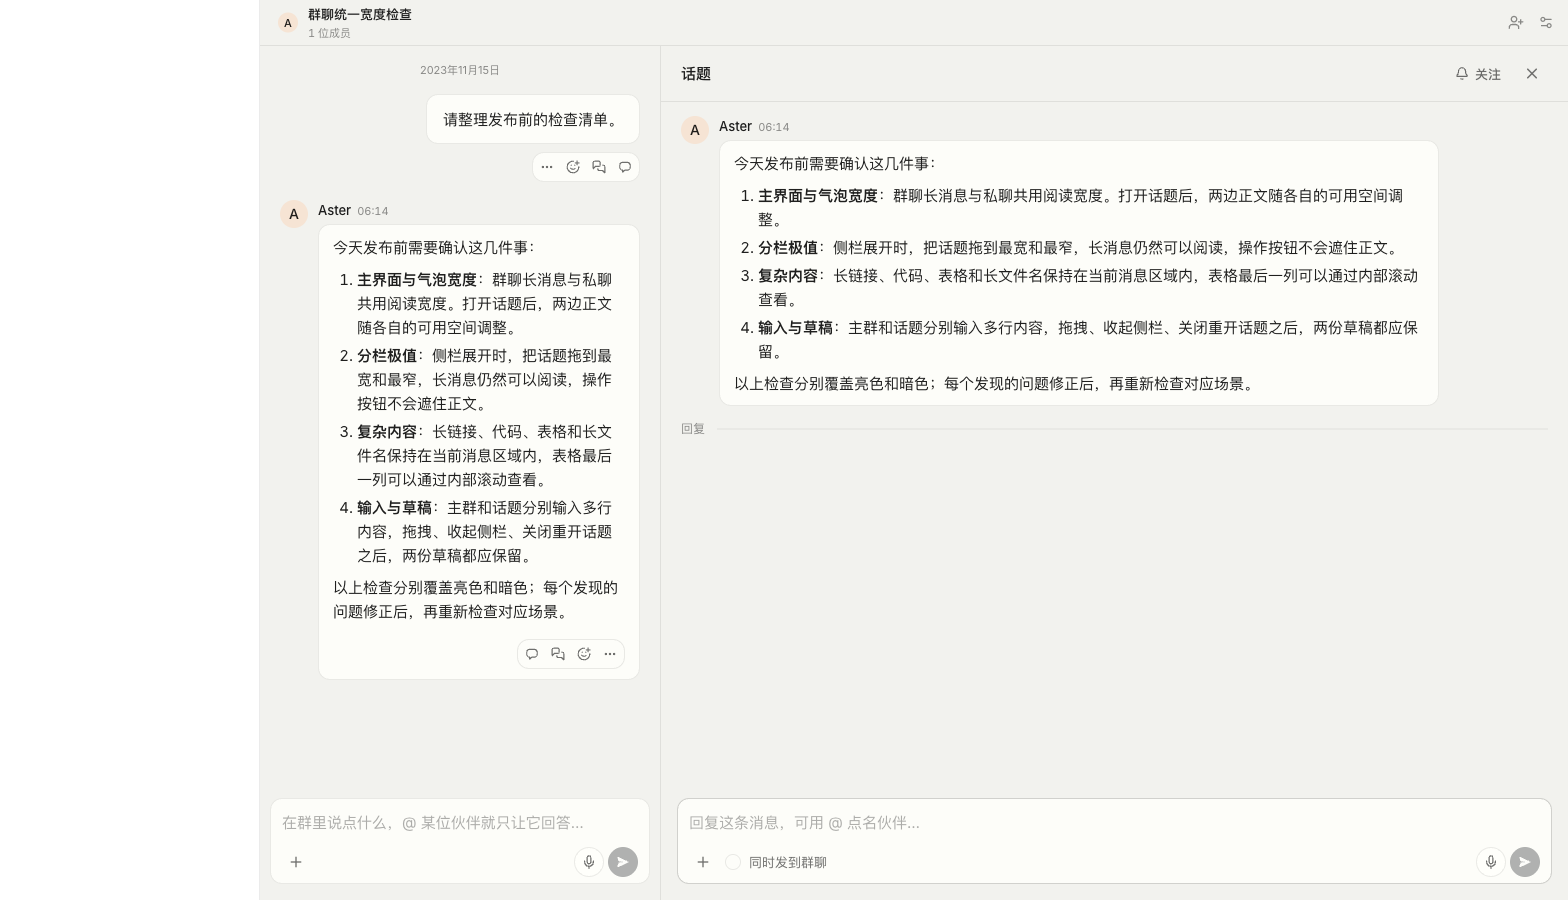 A
群聊统一宽度检查
1 位成员
2023年11月15日
请整理发布前的检查清单。
A
Aster 06:14
今天发布前需要确认这几件事：
1. 主界面与气泡宽度：群聊长消息与私聊
共用阅读宽度。打开话题后，两边正文
随各自的可用空间调整。
2. 分栏极值：侧栏展开时，把话题拖到最
宽和最窄，长消息仍然可以阅读，操作
按钮不会遮住正文。
3. 复杂内容：长链接、代码、表格和长文
件名保持在当前消息区域内，表格最后
一列可以通过内部滚动查看。
4. 输入与草稿：主群和话题分别输入多行
内容，拖拽、收起侧栏、关闭重开话题
之后，两份草稿都应保留。
以上检查分别覆盖亮色和暗色；每个发现的
问题修正后，再重新检查对应场景。
在群里说点什么，@ 某位伙伴就只让它回答...
话题
关注
A
Aster 06:14
今天发布前需要确认这几件事：
1. 主界面与气泡宽度：群聊长消息与私聊共用阅读宽度。打开话题后，两边正文随各自的可用空间调
整。
2. 分栏极值：侧栏展开时，把话题拖到最宽和最窄，长消息仍然可以阅读，操作按钮不会遮住正文。
3. 复杂内容：长链接、代码、表格和长文件名保持在当前消息区域内，表格最后一列可以通过内部滚动
查看。
4. 输入与草稿：主群和话题分别输入多行内容，拖拽、收起侧栏、关闭重开话题之后，两份草稿都应保
留。
以上检查分别覆盖亮色和暗色；每个发现的问题修正后，再重新检查对应场景。
回复
回复这条消息，可用 @ 点名伙伴...
同时发到群聊